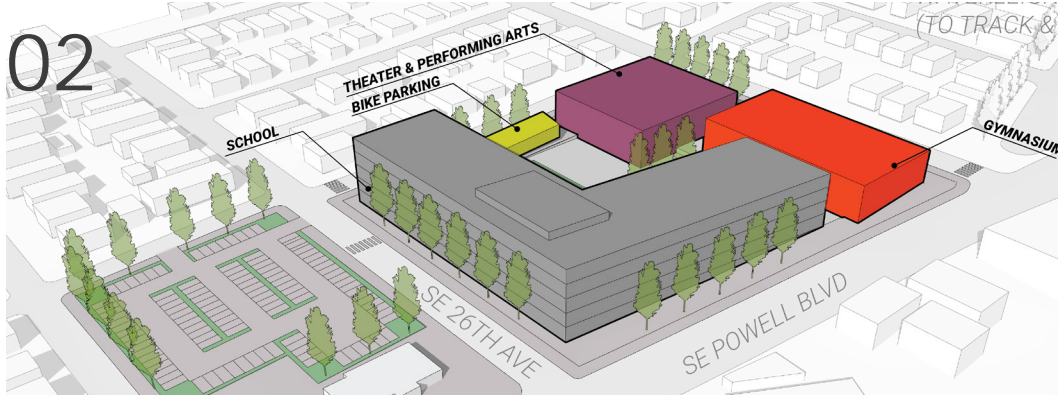 02
(TO TRACK &
THEATER & PERFORMING ARTS
BIKE PARKING
SCHOOL
GYMNASIUM
SE 26TH AVE
SE POWELL BLVD